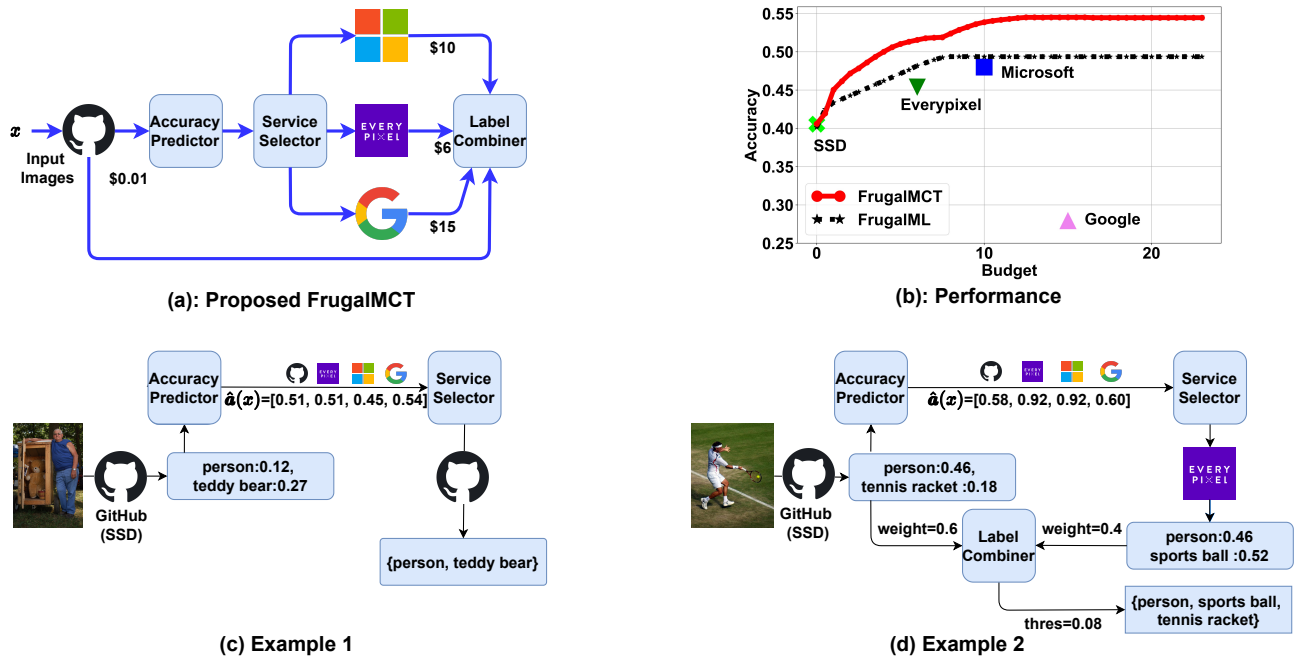 $10
x
Input
Images
$0.01
Accuracy
Predictor
Service
Selector
EVERY
PIXEL
$6
Label
Combiner
$15
(a): Proposed FrugalMCT
0.55
0.50
0.45
0.40
0.35
0.30
0.25
Accuracy
Microsoft
Everypixel
SSD
FrugalMCT
FrugalML
Google
0
10
20
Budget
(b): Performance
Accuracy
Predictor
EVERY
PIXEL
â(x)=[0.51, 0.51, 0.45, 0.54]
Service
Selector
GitHub
(SSD)
person:0.12,
teddy bear:0.27
{person, teddy bear}
(c) Example 1
Accuracy
Predictor
EVERY
PIXEL
â(x)=[0.58, 0.92, 0.92, 0.60]
Service
Selector
GitHub
(SSD)
person:0.46,
tennis racket :0.18
EVERY
PIXEL
weight=0.6
Label
Combiner
weight=0.4
person:0.46
sports ball :0.52
thres=0.08
{person, sports ball,
tennis racket}
(d) Example 2